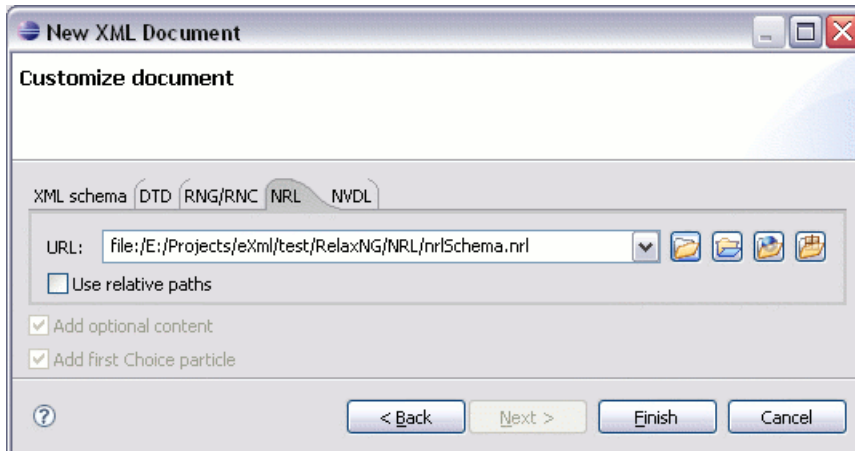 New XML Document
Customize document
XML schema DTD RNG/RNC NRL NVDL
URL: file:/E:/Projects/eXml/test/RelaxNG/NRL/nrlSchema.nrl
Use relative paths
Add optional content
Add first Choice particle
? < Back Next > Finish Cancel